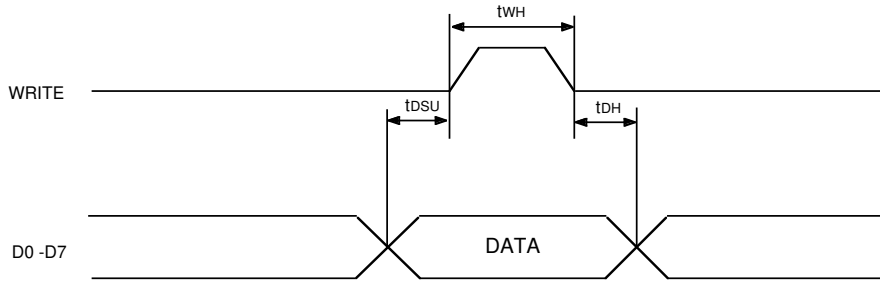 tWH
WRITE
tDSU
tDH
D0 -D7
DATA